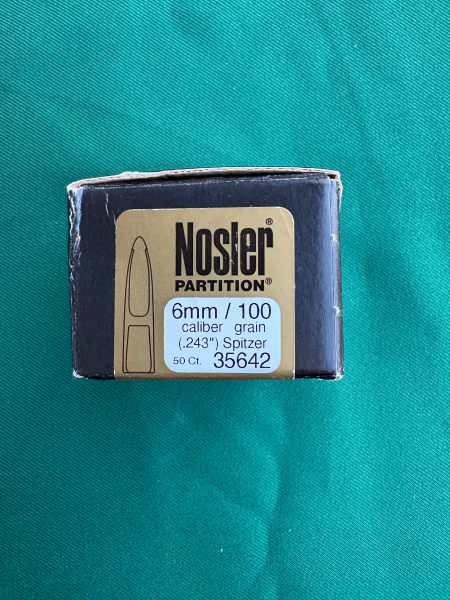 Nosler®
PARTITION®
6mm / 100
caliber grain
(.243") Spitzer
50 Ct. 35642